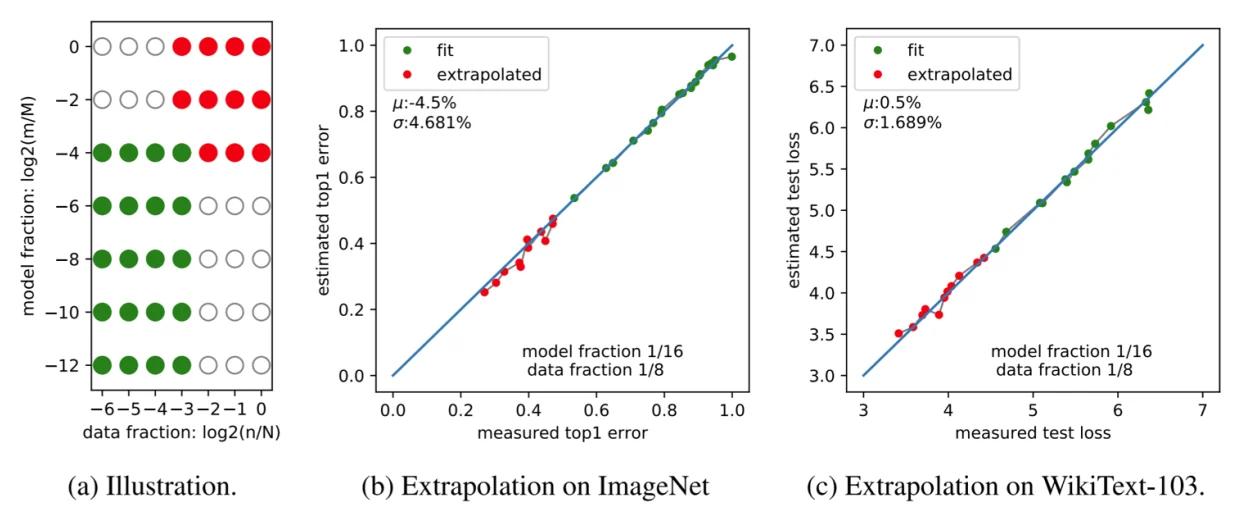 0
−2
−4
−6
−8
−10
−12
model fraction: log2(m/M)
−6 −5 −4 −3 −2 −1 0
data fraction: log2(n/N)
(a) Illustration.
fit
extrapolated
μ:-4.5%
σ:4.681%
1.0
0.8
0.6
0.4
0.2
0.0
estimated top1 error
model fraction 1/16
data fraction 1/8
0.0 0.2 0.4 0.6 0.8 1.0
measured top1 error
(b) Extrapolation on ImageNet
fit
extrapolated
μ:0.5%
σ:1.689%
7.0
6.5
6.0
5.5
5.0
4.5
4.0
3.5
3.0
estimated test loss
model fraction 1/16
data fraction 1/8
3 4 5 6 7
measured test loss
(c) Extrapolation on WikiText-103.